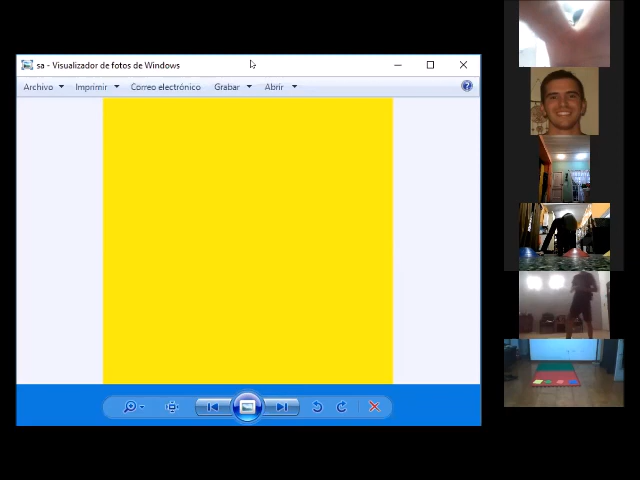 sa - Visualizador de fotos de Windows
Archivo Imprimir Correo electrónico Grabar Abrir